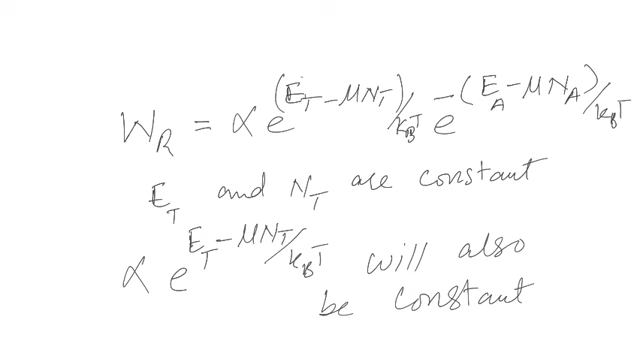 W_R = α e^{(E_T - μN_T)/k_BT} e^{-(E_A - μN_A)/k_BT}
E_T and N_T are constant
α e^{E_T - μN_T/k_BT} will also
be constant